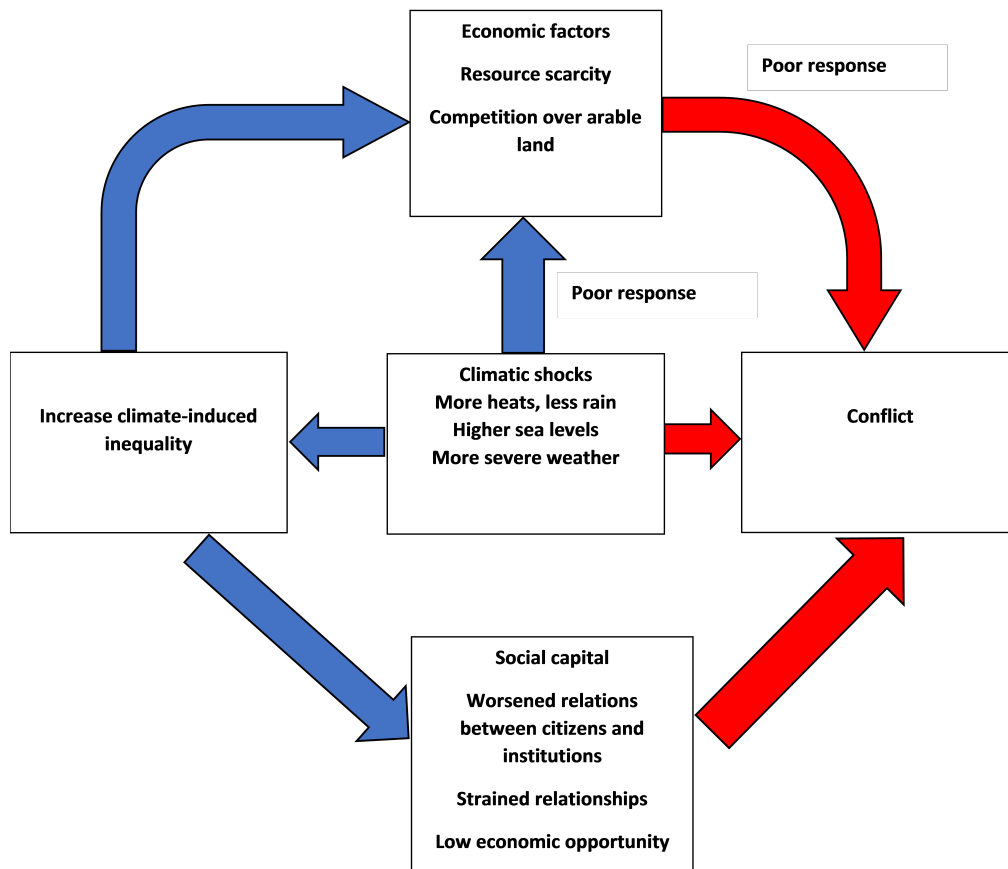 Economic factors
Resource scarcity
Competition over arable
land
Poor response
Poor response
Increase climate-induced
inequality
Climatic shocks
More heats, less rain
Higher sea levels
More severe weather
Conflict
Social capital
Worsened relations
between citizens and
institutions
Strained relationships
Low economic opportunity